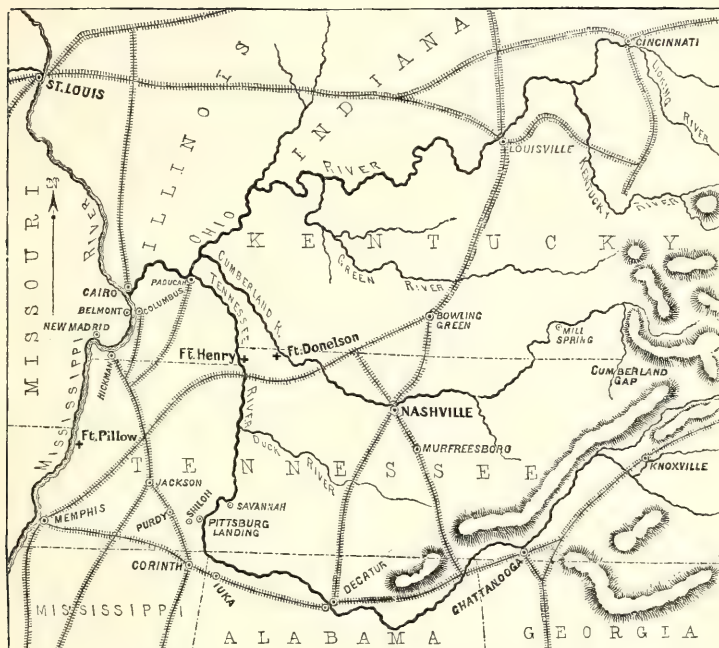 CINCINNATI
LICKING RIVER
ST. LOUIS
ILLINOIS
INDIANA
LOUISVILLE
KENTUCKY RIVER
MISSOURI
N
RIVER
OHIO
RIVER
KENTUCKY
GREEN RIVER
CAIRO
PADUCAH
CUMBERLAND R.
TENNESSEE
BELMONT
COLUMBUS
NEW MADRID
BOWLING GREEN
MILL SPRING
HICKMAN
Ft. Henry
Ft. Donelson
CUMBERLAND GAP
MISSISSIPPI
NASHVILLE
Ft. Pillow
RIVER
DUCK RIVER
MURFREESBORO
TENNESSEE
KNOXVILLE
JACKSON
MEMPHIS
PURDY
SHILOH
SAVANNAH
PITTSBURG LANDING
CORINTH
IUKA
DECATUR
CHATTANOOGA
MISSISSIPPI
ALABAMA
GEORGIA